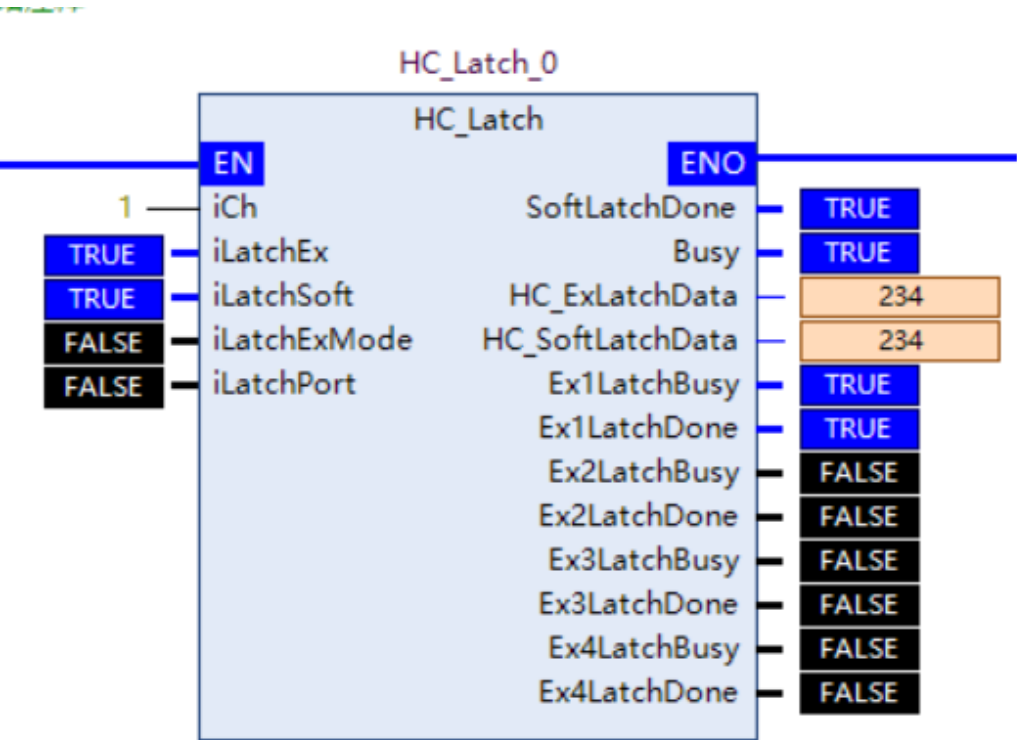 HC_Latch_0
HC_Latch
EN ENO
1 iCh SoftLatchDone TRUE
TRUE iLatchEx Busy TRUE
TRUE iLatchSoft HC_ExLatchData 234
FALSE iLatchExMode HC_SoftLatchData 234
FALSE iLatchPort Ex1LatchBusy TRUE
Ex1LatchDone TRUE
Ex2LatchBusy FALSE
Ex2LatchDone FALSE
Ex3LatchBusy FALSE
Ex3LatchDone FALSE
Ex4LatchBusy FALSE
Ex4LatchDone FALSE